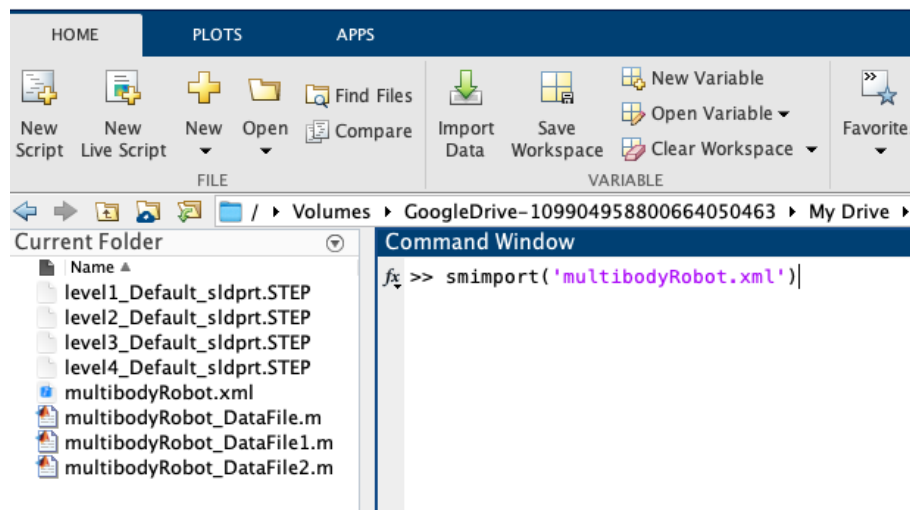 HOME PLOTS APPS
New Script
New Live Script
New
Open
Find Files
Compare
FILE
Import Data
Save Workspace
New Variable
Open Variable
Clear Workspace
VARIABLE
Favorite
/ Volumes GoogleDrive-109904958800664050463 My Drive
Current Folder
Name
level1_Default_sldprt.STEP
level2_Default_sldprt.STEP
level3_Default_sldprt.STEP
level4_Default_sldprt.STEP
multibodyRobot.xml
multibodyRobot_DataFile.m
multibodyRobot_DataFile1.m
multibodyRobot_DataFile2.m
Command Window
fx >> smimport('multibodyRobot.xml')